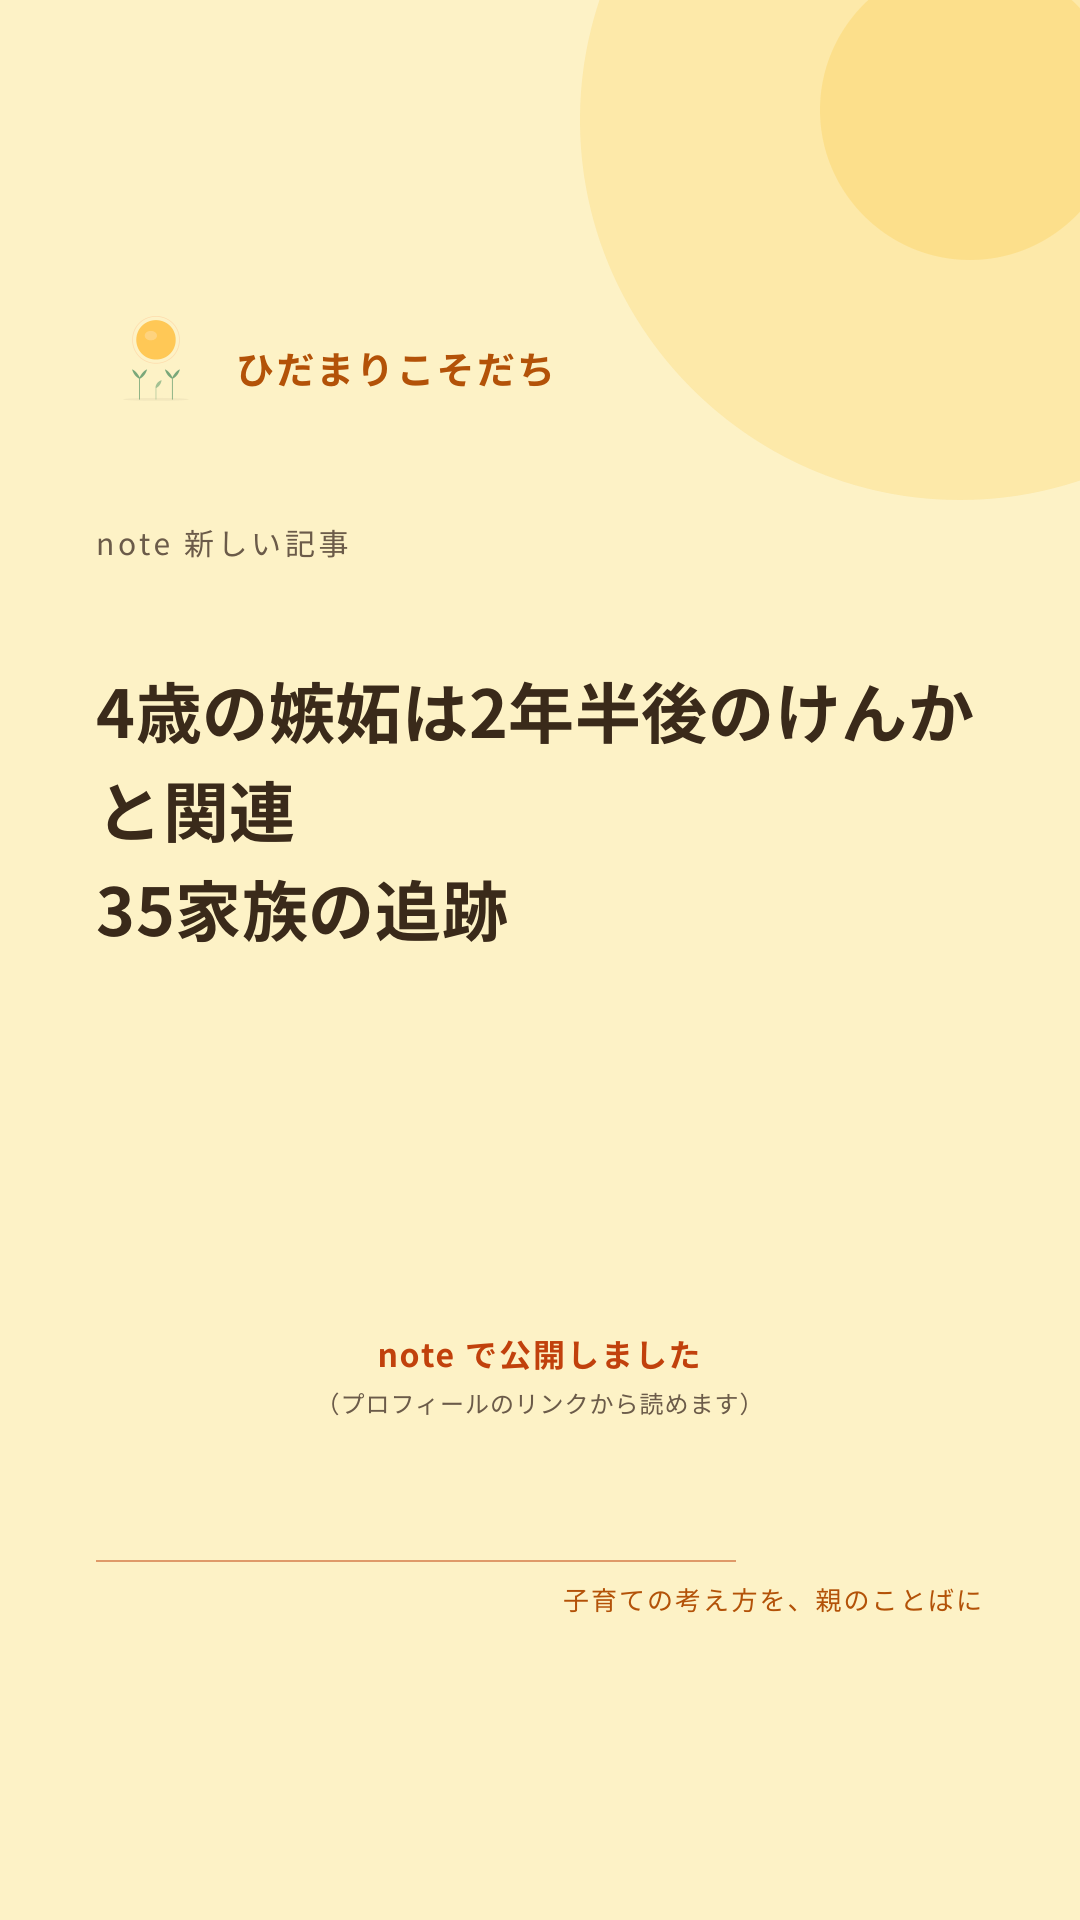 ひだまりこそだち
note 新しい記事
4歳の嫉妬は2年半後のけんか
と関連
35家族の追跡
note で公開しました
（プロフィールのリンクから読めます）
子育ての考え方を、親のことばに